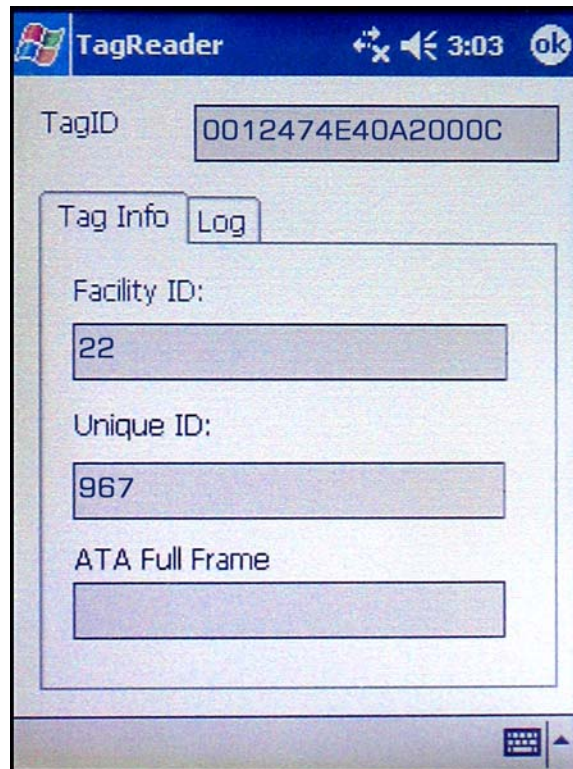 TagReader 3:03 ok
TagID 0012474E40A2000C
Tag Info Log
Facility ID:
22
Unique ID:
967
ATA Full Frame